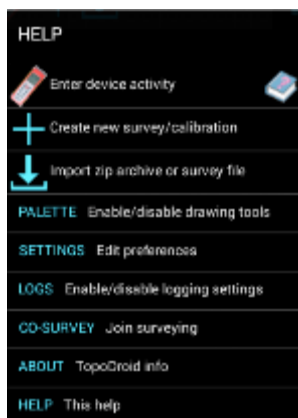 HELP
Enter device activity
Create new survey/calibration
Import zip archive or survey file
PALETTE Enable/disable drawing tools
SETTINGS Edit preferences
LOGS Enable/disable logging settings
CO-SURVEY Join surveying
ABOUT TopoDroid info
HELP This help